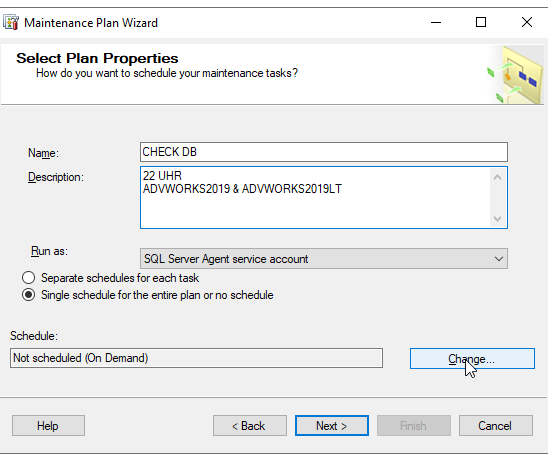 Maintenance Plan Wizard
Select Plan Properties
How do you want to schedule your maintenance tasks?
Name: CHECK DB
Description: 22 UHR
ADVWORKS2019 & ADVWORKS2019LT
Run as: SQL Server Agent service account
Separate schedules for each task
Single schedule for the entire plan or no schedule
Schedule:
Not scheduled (On Demand) Change...
Help < Back Next > Finish Cancel